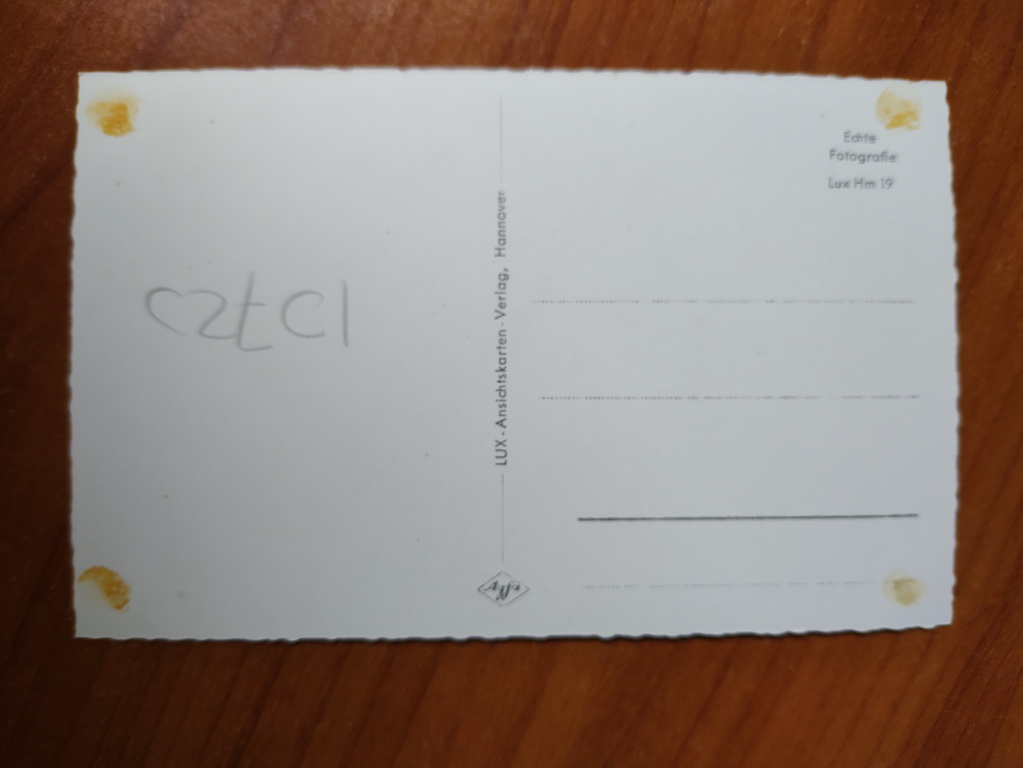 LUX-Ansichtskarten-Verlag, Hannover
Echte
Fotografie
Lux Hm 19
Agfa